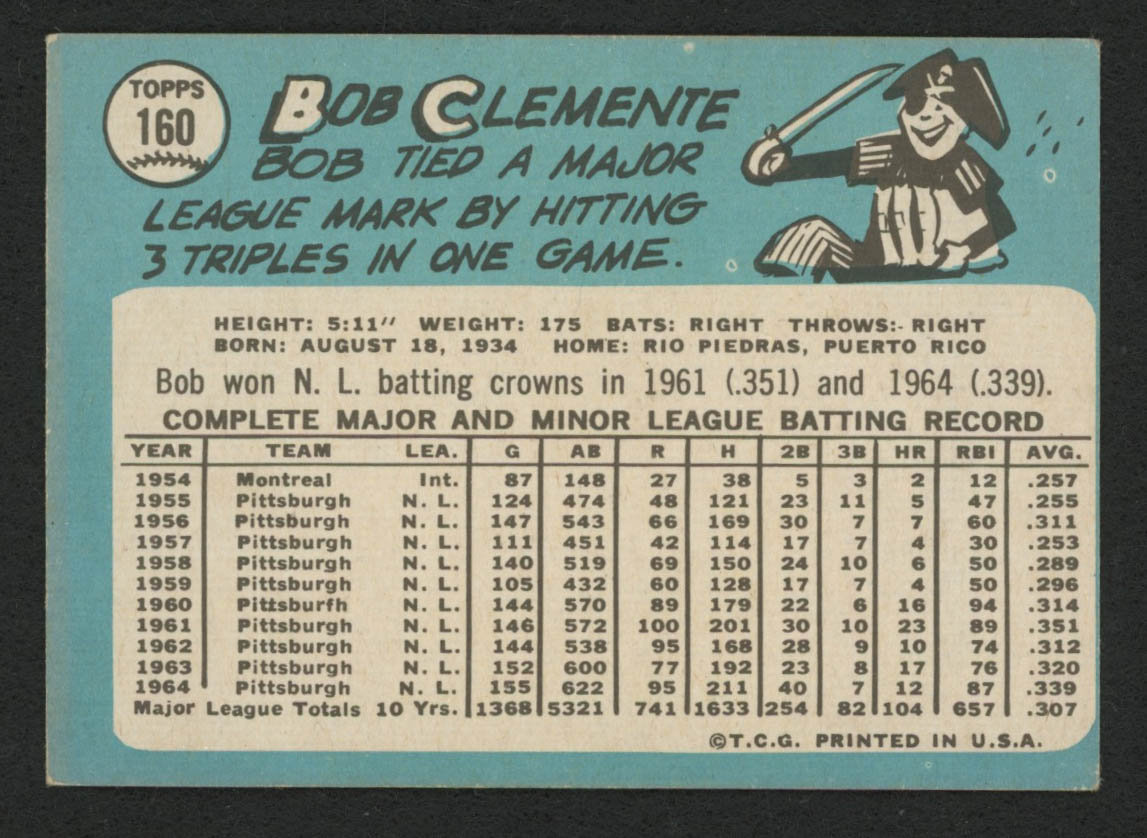 TOPPS
160
BOB CLEMENTE
BOB TIED A MAJOR
LEAGUE MARK BY HITTING
3 TRIPLES IN ONE GAME.
HEIGHT: 5:11″ WEIGHT: 175 BATS: RIGHT THROWS:- RIGHT
BORN: AUGUST 18, 1934 HOME: RIO PIEDRAS, PUERTO RICO
Bob won N. L. batting crowns in 1961 (.351) and 1964 (.339).
COMPLETE MAJOR AND MINOR LEAGUE BATTING RECORD
YEAR TEAM LEA. G AB R H 2B 3B HR RBI AVG.
1954 Montreal Int. 87 148 27 38 5 3 2 12 .257
1955 Pittsburgh N. L. 124 474 48 121 23 11 5 47 .255
1956 Pittsburgh N. L. 147 543 66 169 30 7 7 60 .311
1957 Pittsburgh N. L. 111 451 42 114 17 7 4 30 .253
1958 Pittsburgh N. L. 140 519 69 150 24 10 6 50 .289
1959 Pittsburgh N. L. 105 432 60 128 17 7 4 50 .296
1960 Pittsburfh N. L. 144 570 89 179 22 6 16 94 .314
1961 Pittsburgh N. L. 146 572 100 201 30 10 23 89 .351
1962 Pittsburgh N. L. 144 538 95 168 28 9 10 74 .312
1963 Pittsburgh N. L. 152 600 77 192 23 8 17 76 .320
1964 Pittsburgh N. L. 155 622 95 211 40 7 12 87 .339
Major League Totals 10 Yrs. 1368 5321 741 1633 254 82 104 657 .307
©T.C.G. PRINTED IN U.S.A.